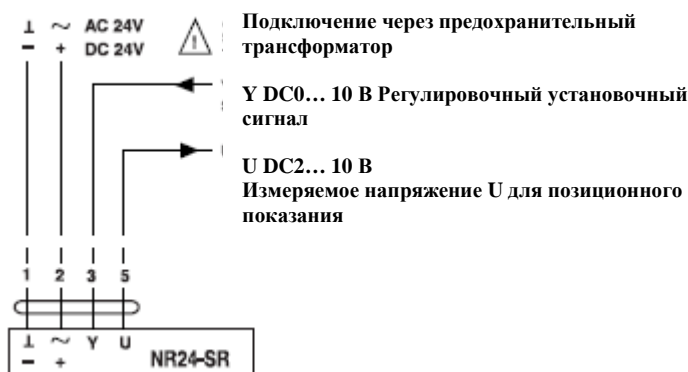 ⊥ ~ AC 24V
– + DC 24V
Подключение через предохранительный
трансформатор
Y DC0… 10 В Регулировочный установочный
сигнал
U DC2… 10 В
Измеряемое напряжение U для позиционного
показания
1 2 3 5
⊥ ~ Y U
– +
NR24-SR